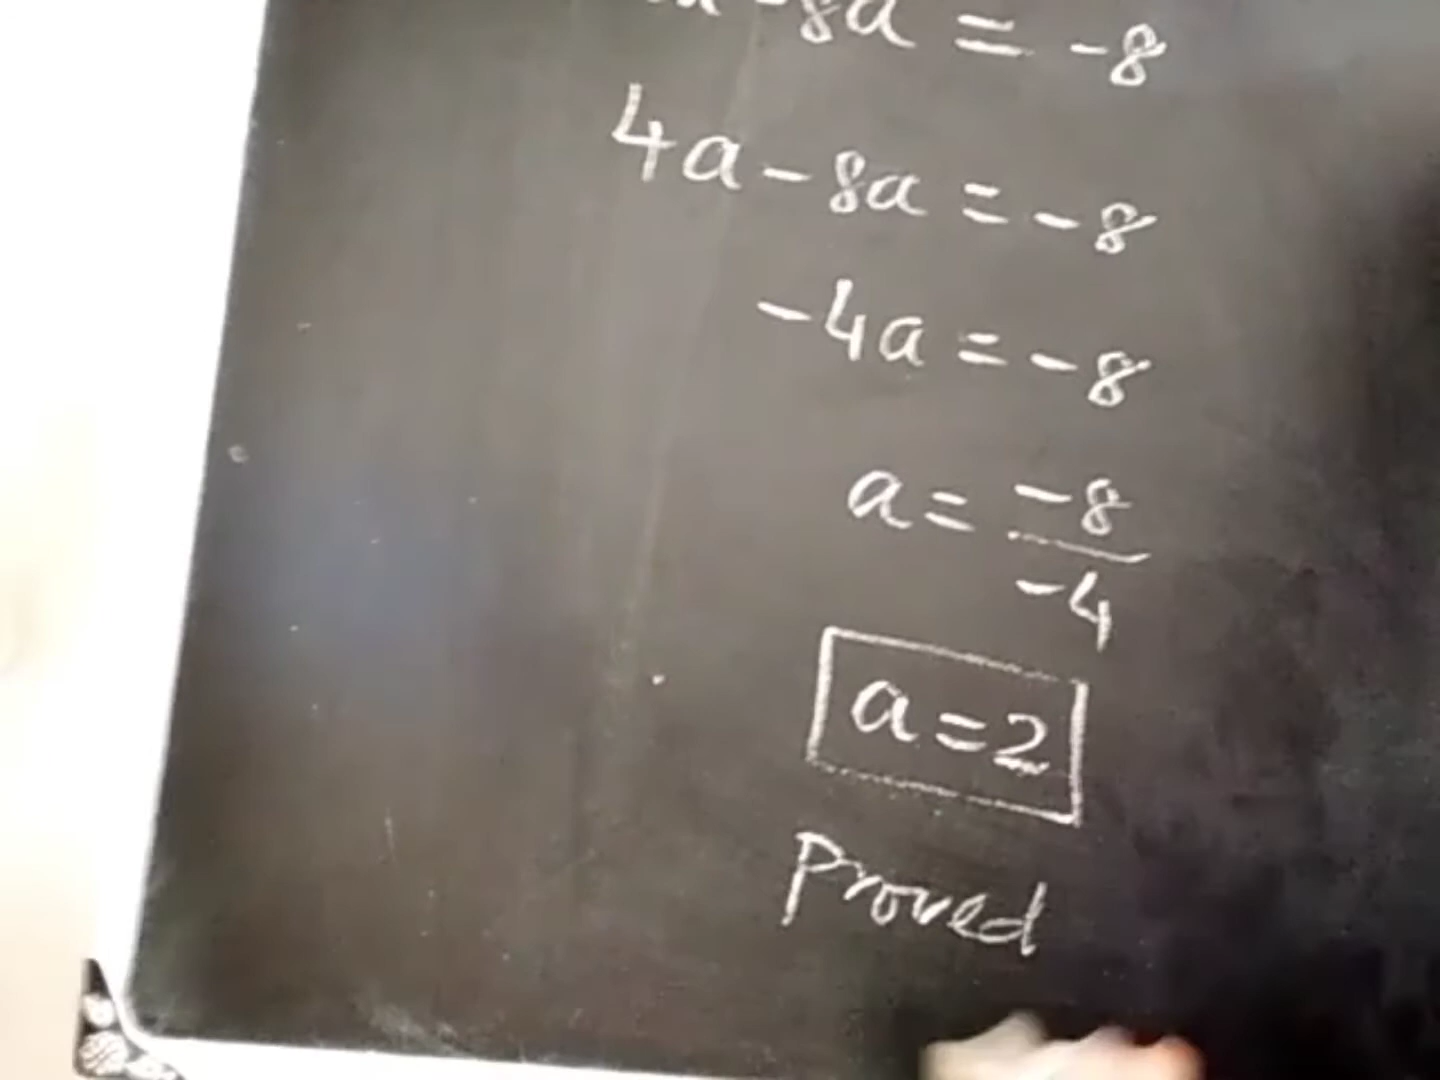 -8a = -8
4a - 8a = -8
-4a = -8
a = -8/-4
a = 2
Proved